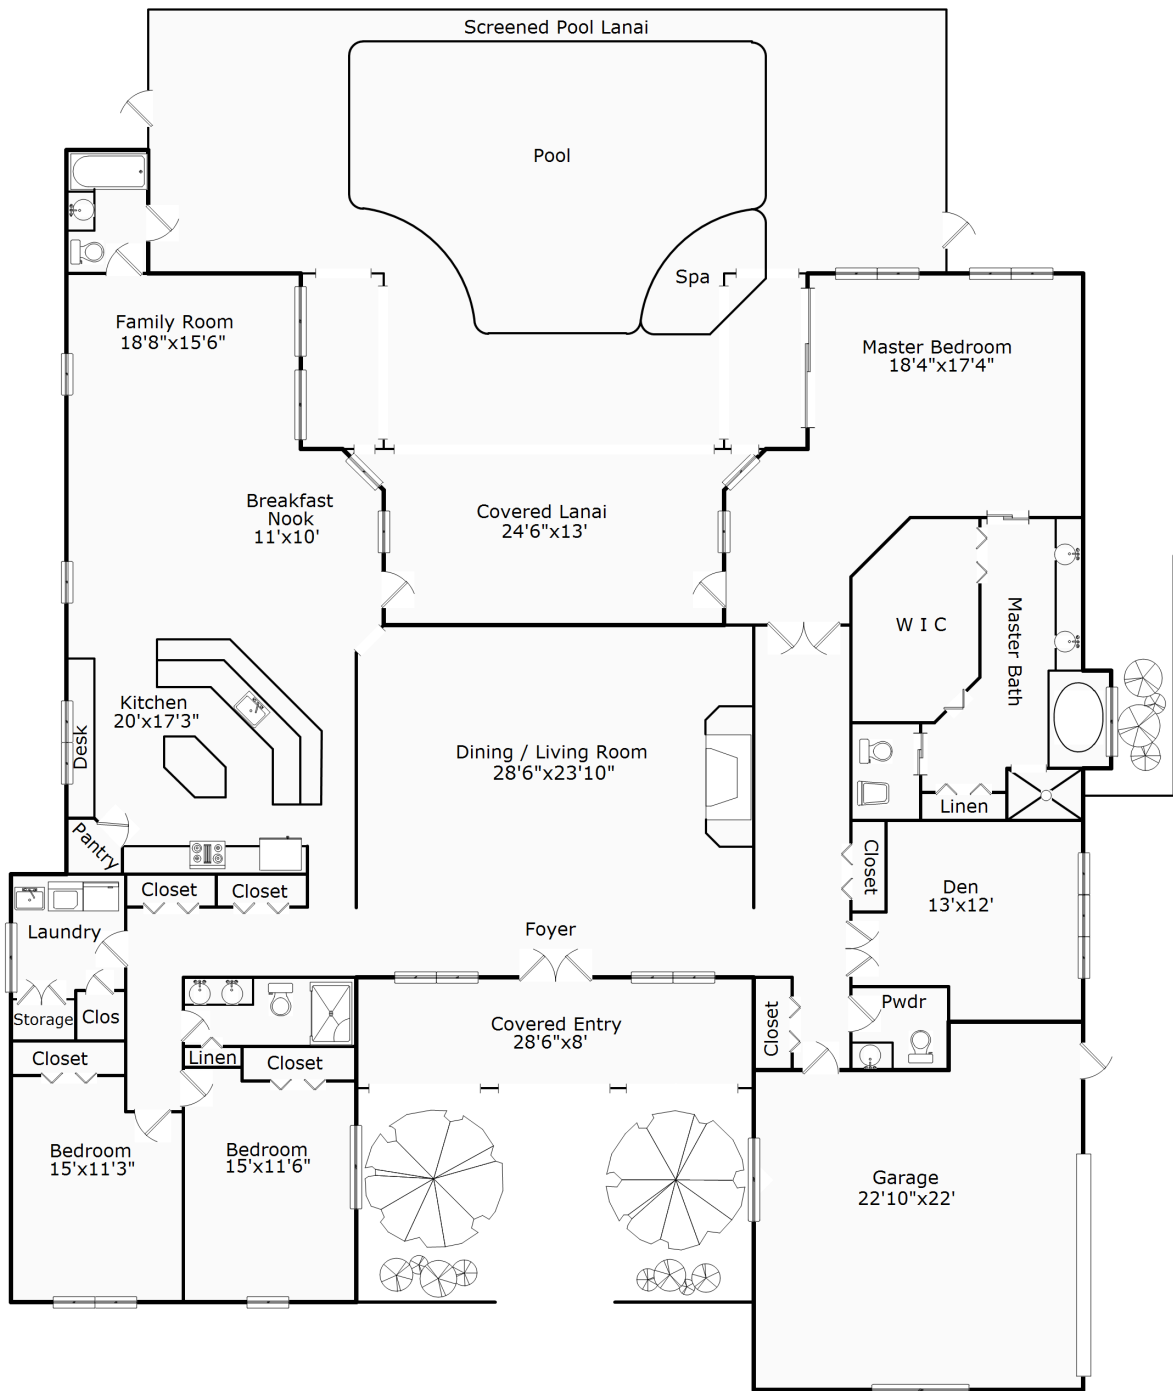 Screened Pool Lanai
Pool
Spa
Family Room
18'8"x15'6"
Master Bedroom
18'4"x17'4"
Breakfast
Nook
11'x10'
Covered Lanai
24'6"x13'
W I C
Master Bath
Kitchen
20'x17'3"
Desk
Dining / Living Room
28'6"x23'10"
Linen
Pantry
Closet
Closet
Closet
Den
13'x12'
Laundry
Foyer
Storage
Clos
Covered Entry
28'6"x8'
Closet
Pwdr
Closet
Linen
Closet
Bedroom
15'x11'3"
Bedroom
15'x11'6"
Garage
22'10"x22'